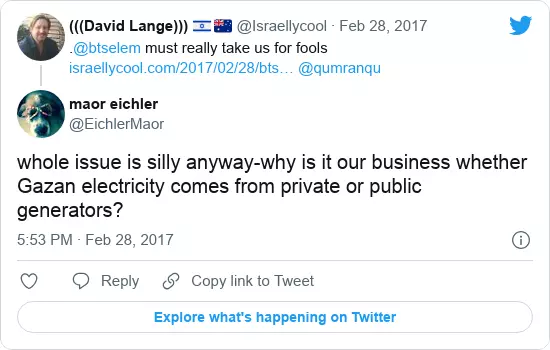 (((David Lange))) 🇮🇱 🇦🇺 @Israellycool · Feb 28, 2017
.@btselem must really take us for fools
israellycool.com/2017/02/28/bts… @qumranqu
maor eichler
@EichlerMaor
whole issue is silly anyway-why is it our business whether
Gazan electricity comes from private or public
generators?
5:53 PM · Feb 28, 2017
Reply
Copy link to Tweet
Explore what's happening on Twitter